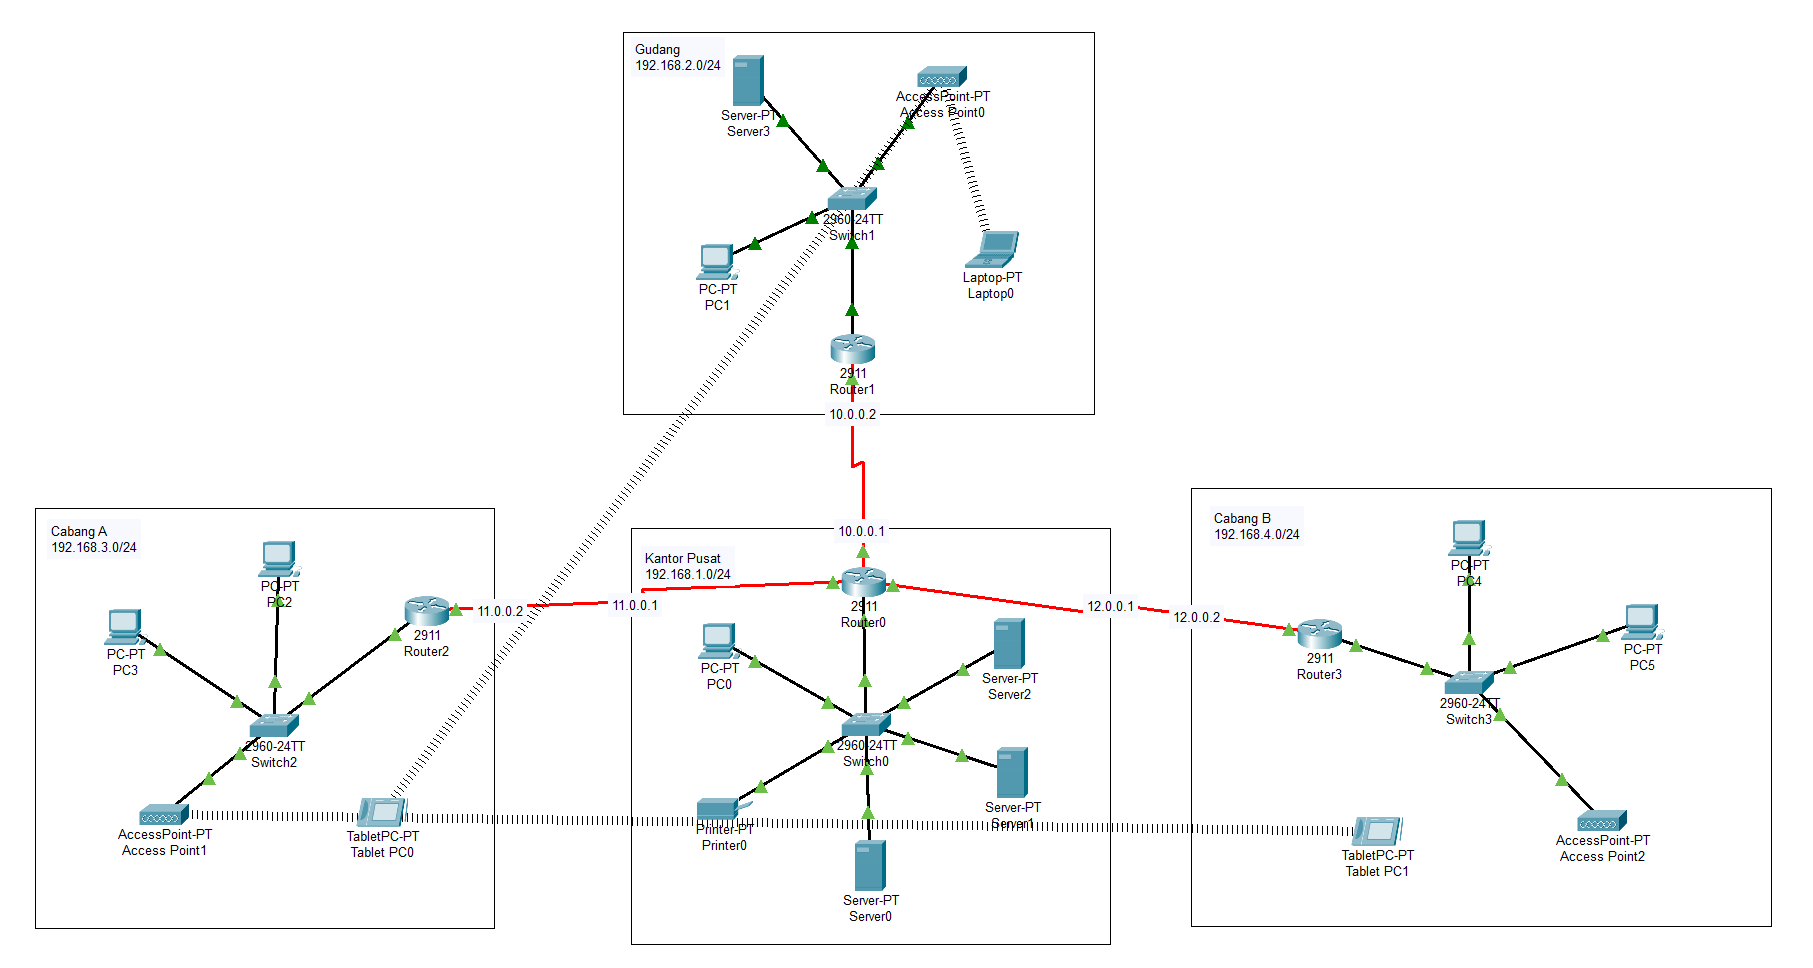 Gudang
192.168.2.0/24
Server-PT
Server3
AccessPoint-PT
Access Point0
2960-24TT
Switch1
PC-PT
PC1
Laptop-PT
Laptop0
2911
Router1
10.0.0.2
10.0.0.1
Cabang A
192.168.3.0/24
PC-PT
PC2
PC-PT
PC3
2911
Router2
11.0.0.2
11.0.0.1
2960-24TT
Switch2
AccessPoint-PT
Access Point1
TabletPC-PT
Tablet PC0
Kantor Pusat
192.168.1.0/24
2911
Router0
PC-PT
PC0
Server-PT
Server2
2960-24TT
Switch0
Server-PT
Server1
Printer-PT
Printer0
Server-PT
Server0
12.0.0.1
12.0.0.2
Cabang B
192.168.4.0/24
PC-PT
PC4
PC-PT
PC5
2911
Router3
2960-24TT
Switch3
TabletPC-PT
Tablet PC1
AccessPoint-PT
Access Point2